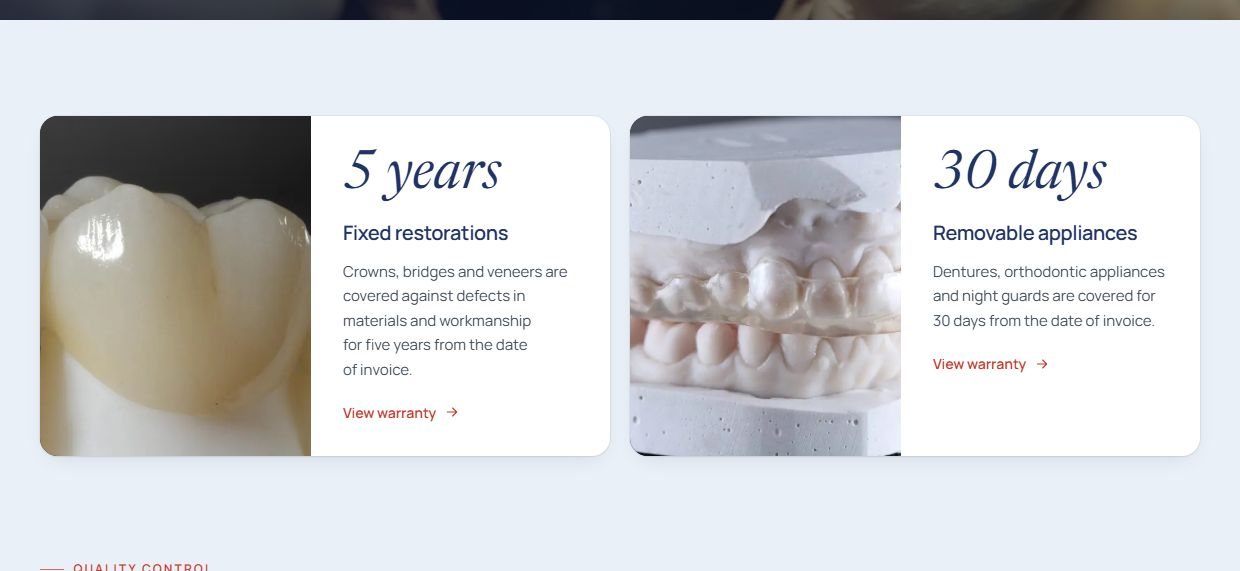 5 years
Fixed restorations
Crowns, bridges and veneers are
covered against defects in
materials and workmanship
for five years from the date
of invoice.
View warranty →
30 days
Removable appliances
Dentures, orthodontic appliances
and night guards are covered for
30 days from the date of invoice.
View warranty →
QUALITY CONTROL